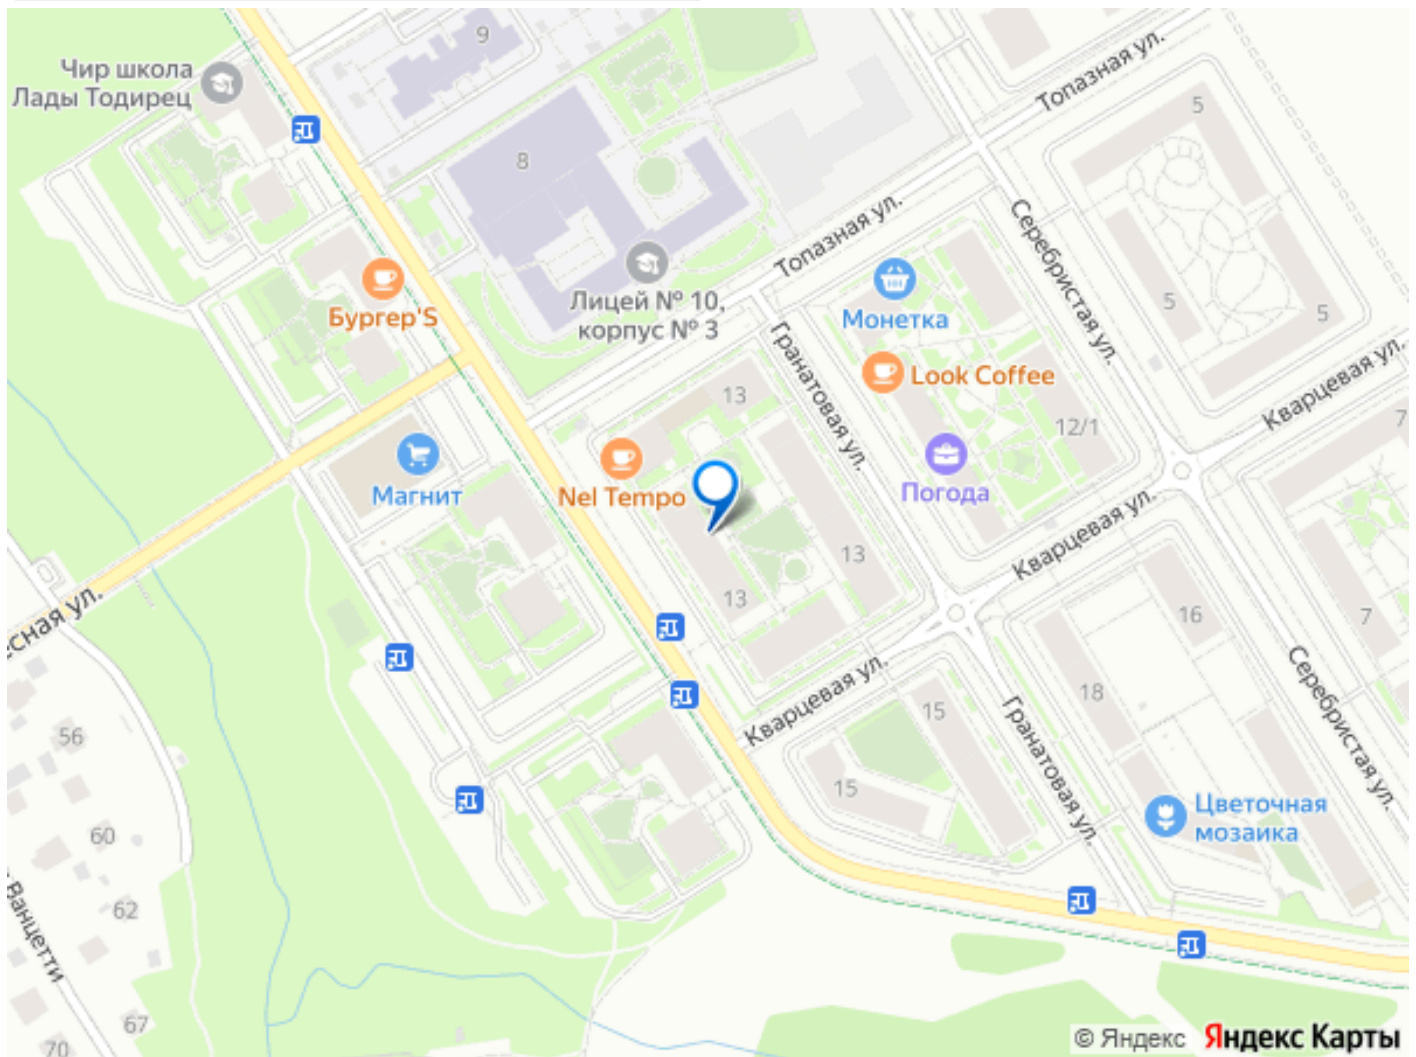 9
Чир школа
Лады Тодирец
Топазная ул.
5
8
Серебристая ул.
Топазная ул.
Лицей № 10,
корпус № 3
Бургер'S
Монетка
5
5
Гранатовая ул.
Look Coffee
Кварцевая ул.
13
12/1
7
Магнит
Nel Tempo
Погода
Кварцевая ул.
13
13
есная ул.
16
7
Кварцевая ул.
15
18
Гранатовая ул.
Серебристая ул.
56
15
Цветочная
мозаика
60
Ванцетти
62
67
70
© Яндекс Яндекс Карты